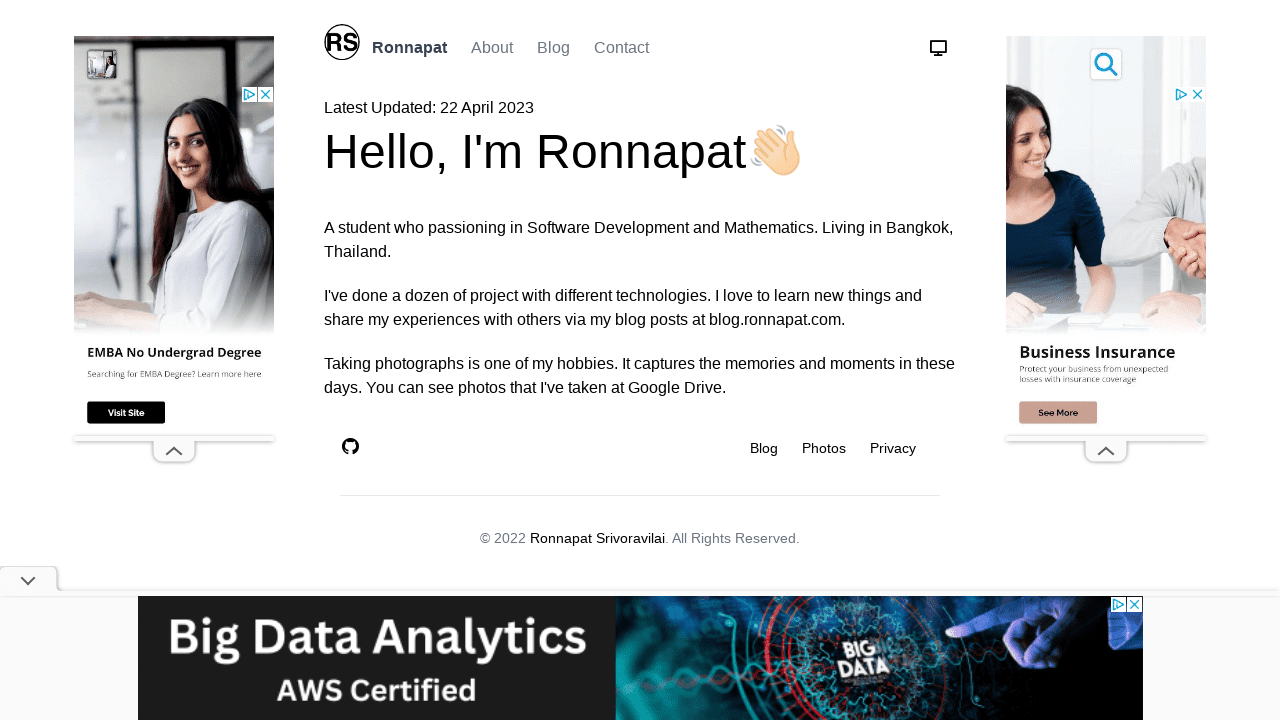 RS
Ronnapat About Blog Contact
Latest Updated: 22 April 2023
Hello, I'm Ronnapat👋🏻
A student who passioning in Software Development and Mathematics. Living in Bangkok,
Thailand.
I've done a dozen of project with different technologies. I love to learn new things and
share my experiences with others via my blog posts at blog.ronnapat.com.
Taking photographs is one of my hobbies. It captures the memories and moments in these
days. You can see photos that I've taken at Google Drive.
Blog Photos Privacy
© 2022 Ronnapat Srivoravilai. All Rights Reserved.
EMBA No Undergrad Degree
Searching for EMBA Degree? Learn more here
Visit Site
Business Insurance
Protect your business from unexpected
losses with insurance coverage
See More
Big Data Analytics
AWS Certified
BIG
DATA